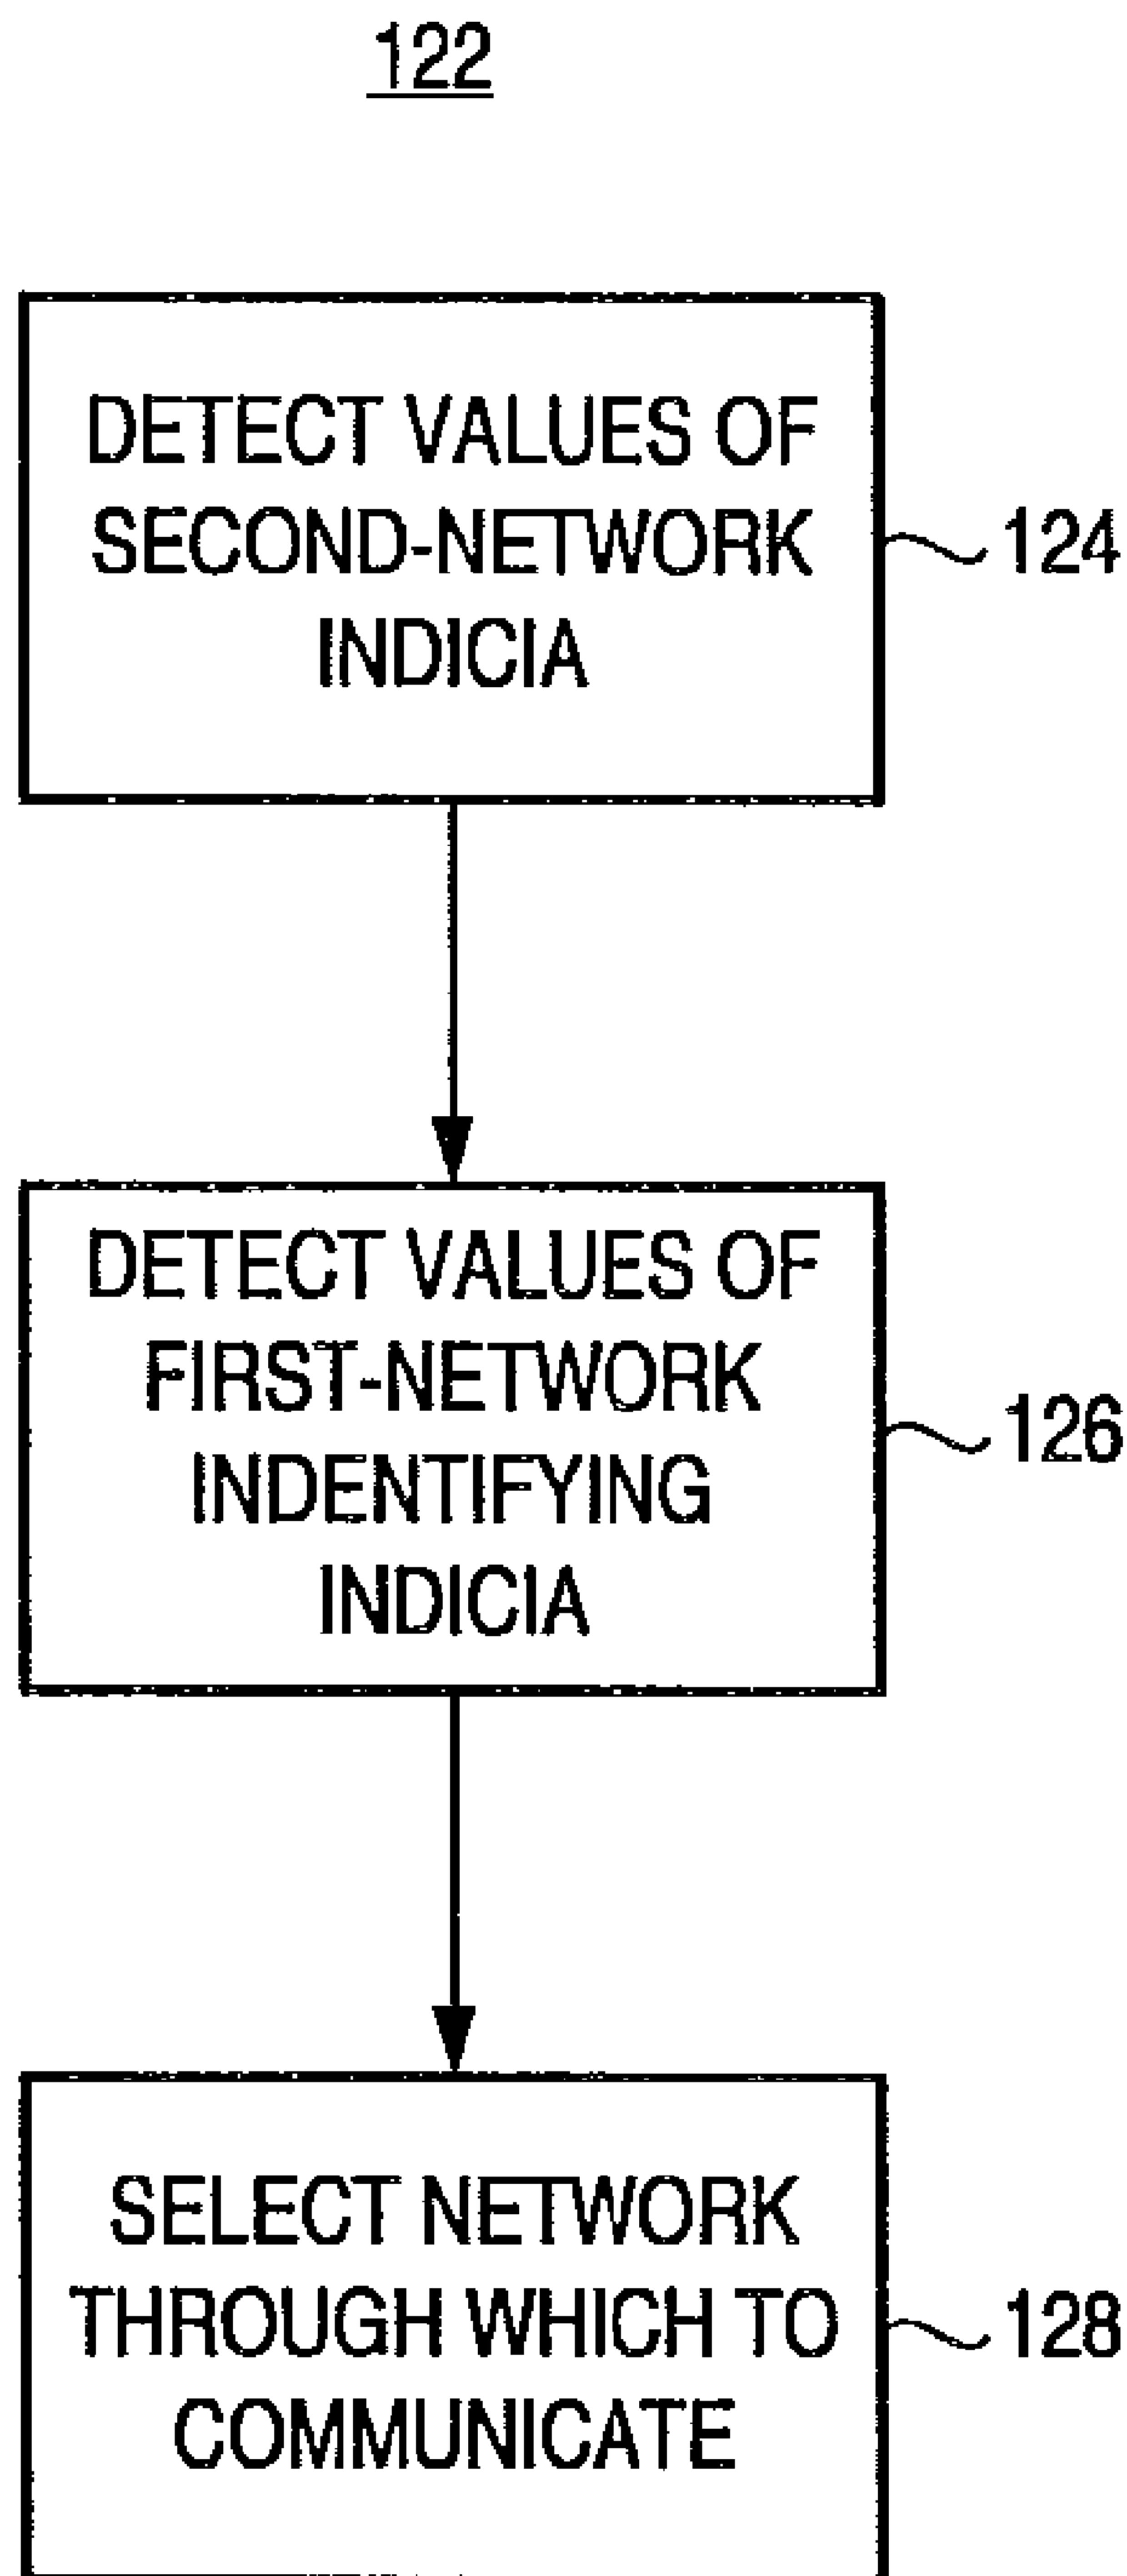 122
DETECT VALUES OF
SECOND-NETWORK
INDICIA
124
DETECT VALUES OF
FIRST-NETWORK
INDENTIFYING
INDICIA
126
SELECT NETWORK
THROUGH WHICH TO
COMMUNICATE
128